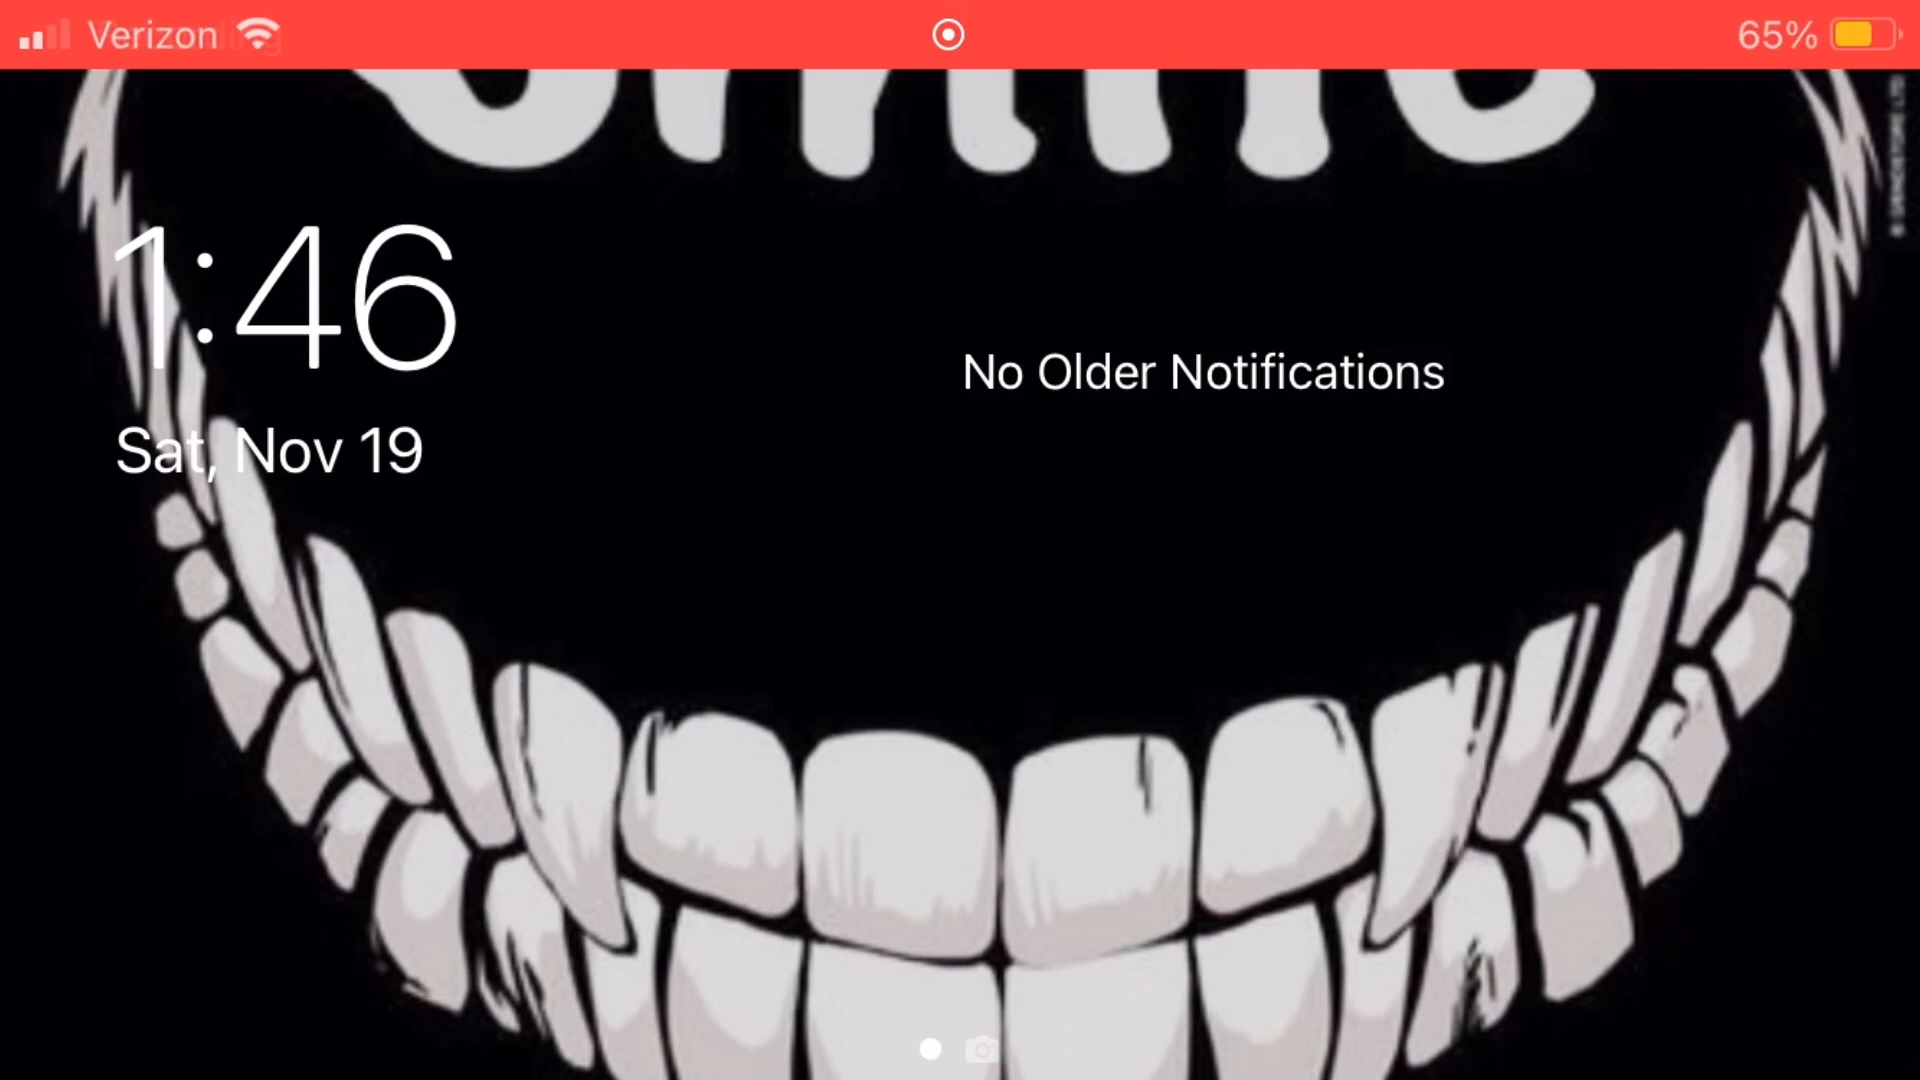 Verizon
65%
1:46
No Older Notifications
Sat, Nov 19